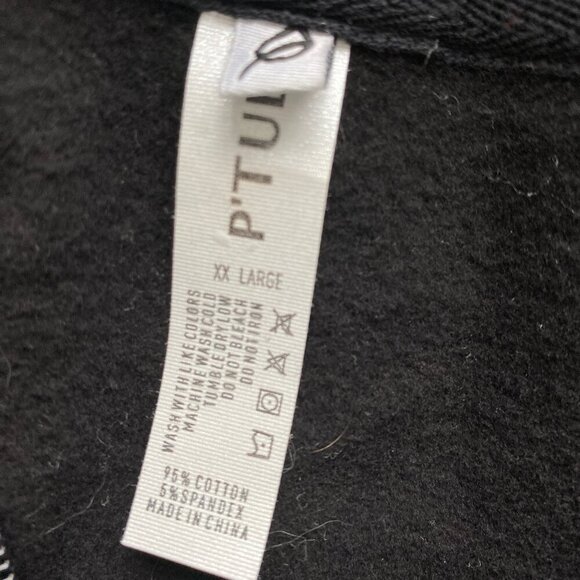 P'TUL
XX LARGE
WASH WITH LIKE COLORS
MACHINE WASH COLD
TUMBLE DRY LOW
DO NOT BLEACH
DO NOT IRON
95% COTTON
5% SPANDEX
MADE IN CHINA